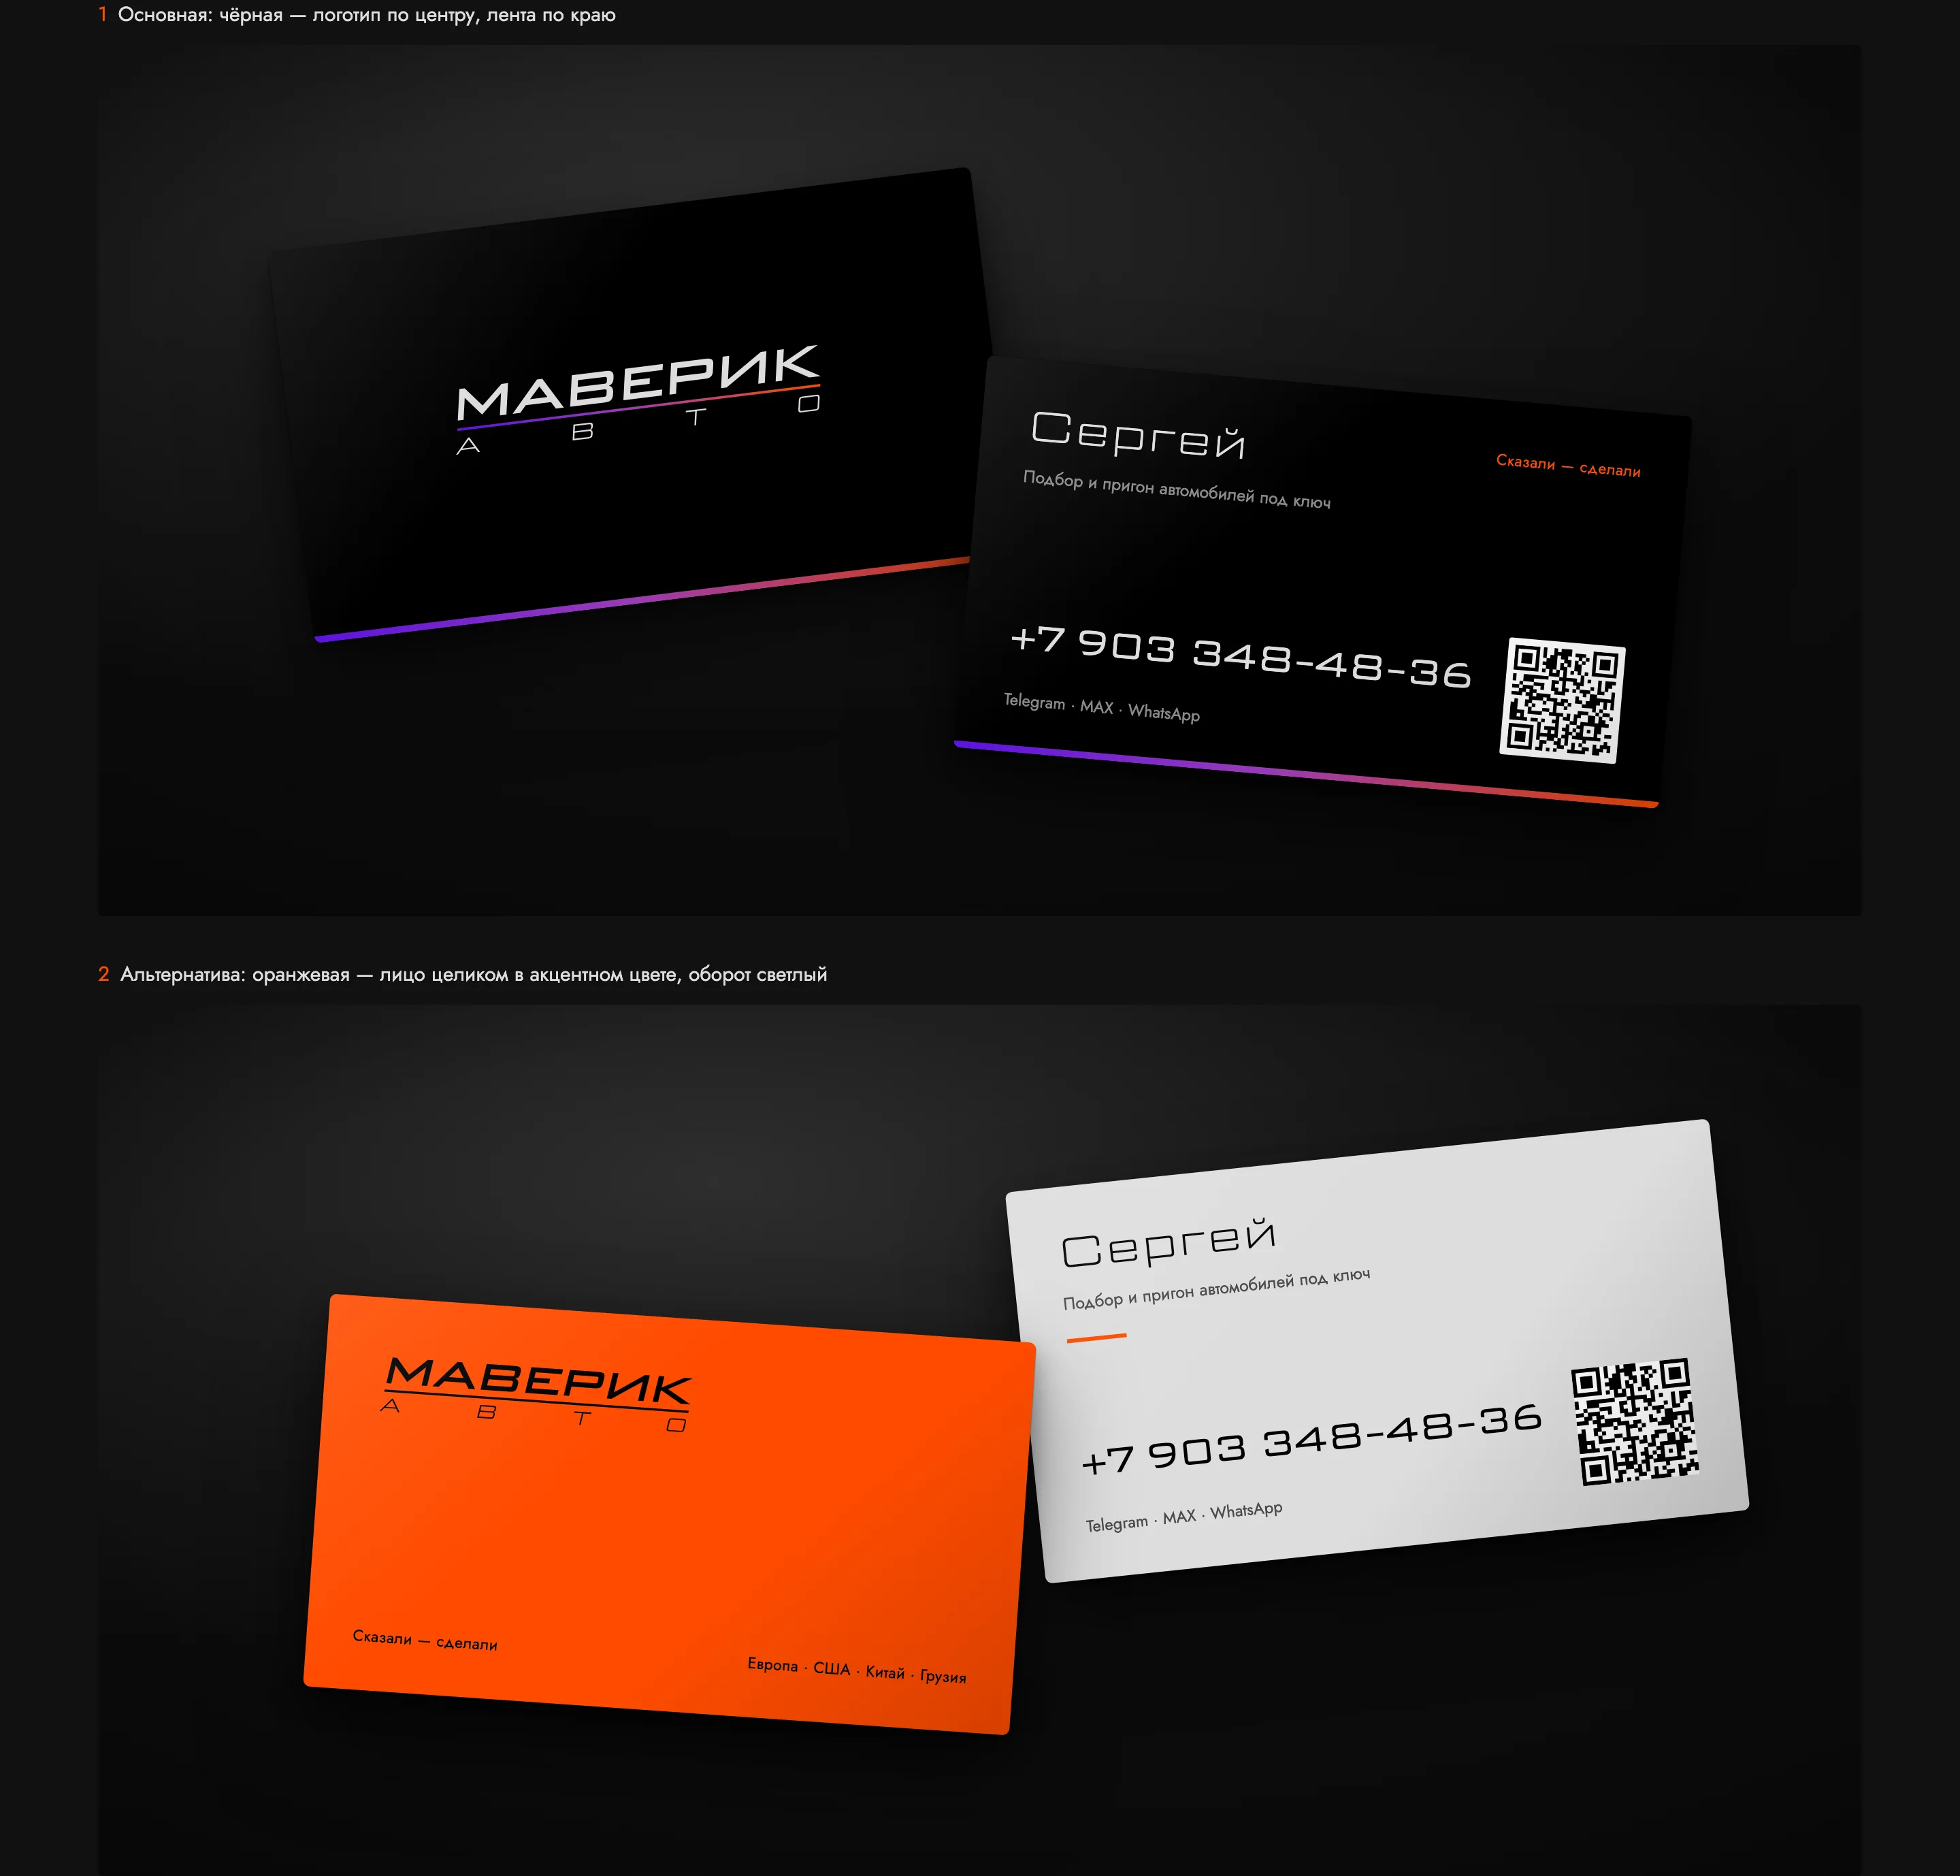 1 Основная: чёрная — логотип по центру, лента по краю
МАВЕРИК
АВТО
Сергей
Сказали — сделали
Подбор и пригон автомобилей под ключ
+7 903 348-48-36
Telegram · MAX · WhatsApp
2 Альтернатива: оранжевая — лицо целиком в акцентном цвете, оборот светлый
МАВЕРИК
АВТО
Сказали — сделали
Европа · США · Китай · Грузия
Сергей
Подбор и пригон автомобилей под ключ
+7 903 348-48-36
Telegram · MAX · WhatsApp